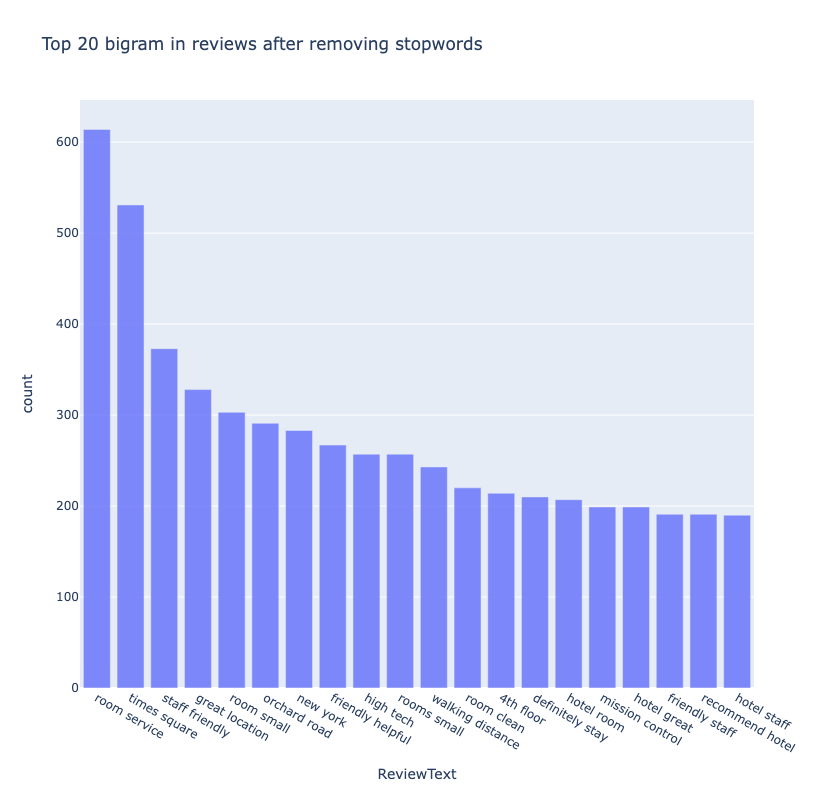 Top 20 bigram in reviews after removing stopwords
count
600
500
400
300
200
100
0
room service
times square
staff friendly
great location
room small
orchard road
new york
friendly helpful
high tech
rooms small
walking distance
room clean
4th floor
definitely stay
hotel room
mission control
hotel great
friendly staff
recommend hotel
hotel staff
ReviewText